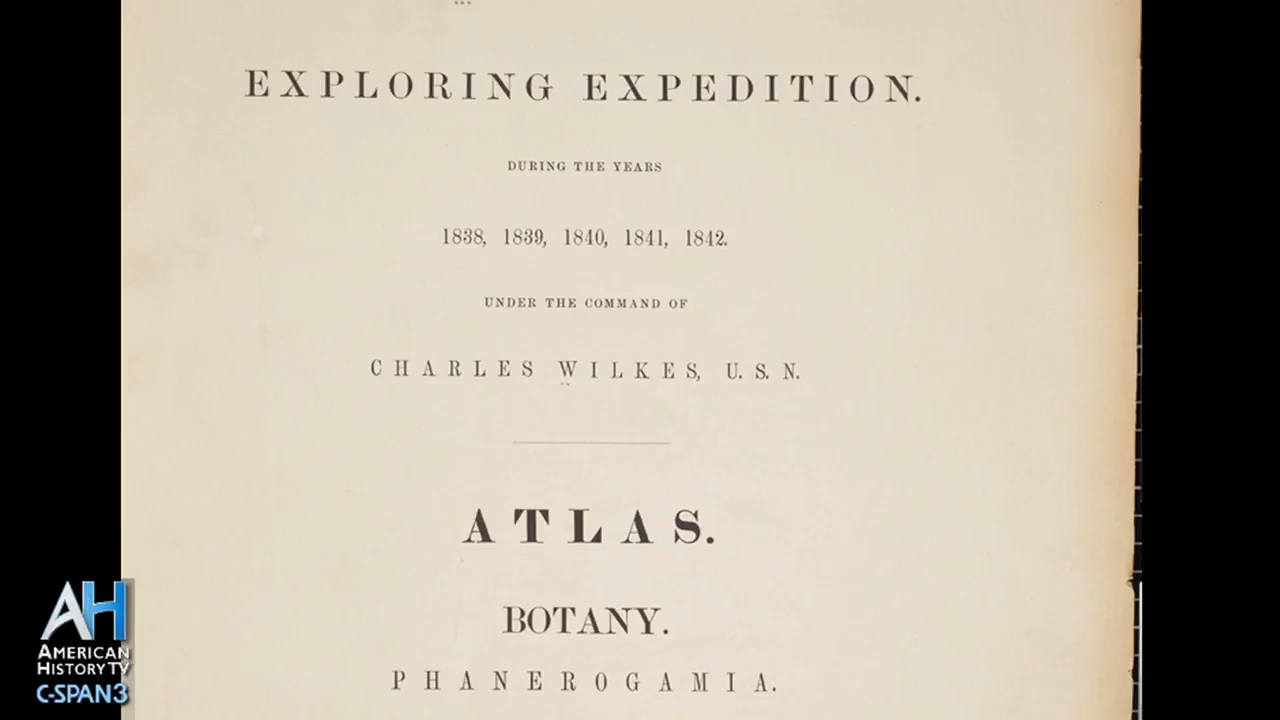 EXPLORING EXPEDITION.
DURING THE YEARS
1838, 1839, 1840, 1841, 1842.
UNDER THE COMMAND OF
CHARLES WILKES, U. S. N.
ATLAS.
BOTANY.
PHANEROGAMIA.
AH
AMERICAN
HISTORY TV
C-SPAN3